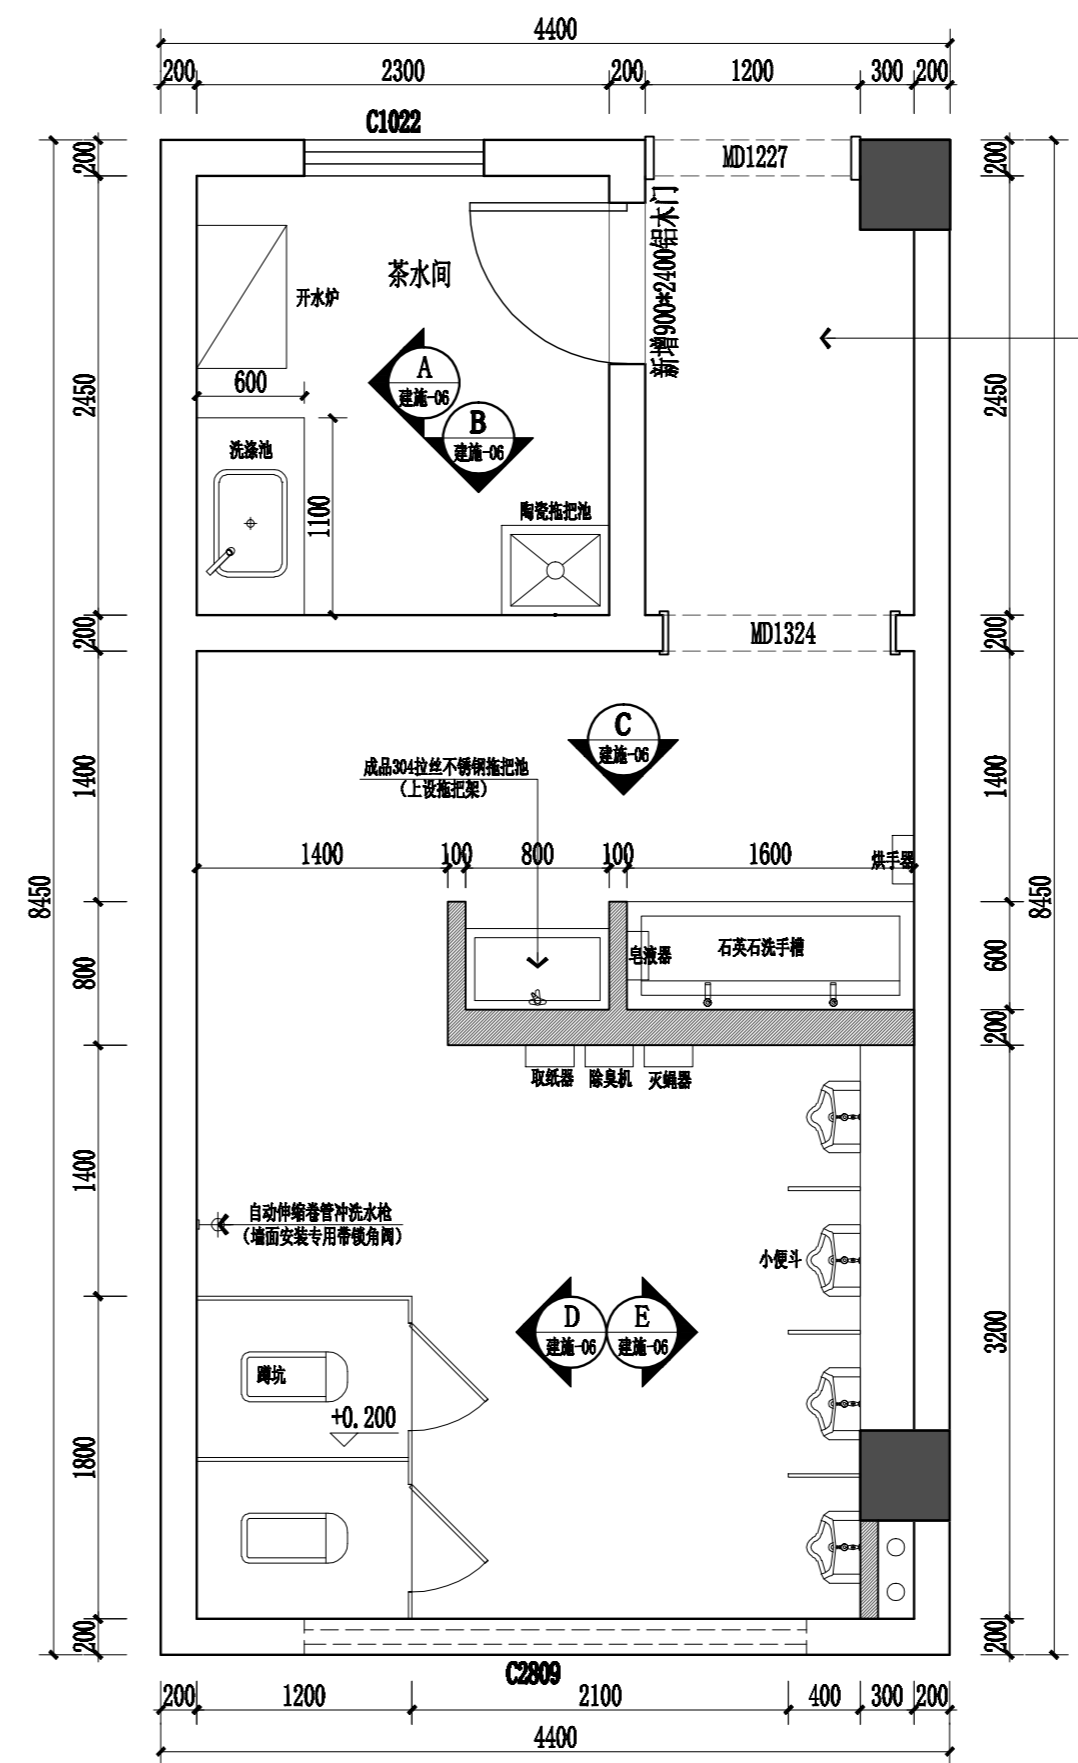 4400
200 2300 200 1200 300 200
C1022
MD1227
200
200
新增900*2400铝木门
茶水间
开水炉
A
建施-06
600
2450
2450
B
建施-06
洗涤池
1100
陶瓷拖把池
200
MD1324
200
C
建施-06
成品304拉丝不锈钢拖把池
（上设拖把架）
1400
1400
1400 100 800 100 1600
烘手器
8450
8450
800
皂液器
石英石洗手槽
600
200
取纸器 除臭机 灭蝇器
1400
自动伸缩卷管冲洗水枪
（墙面安装专用带锁角阀）
小便斗
D
建施-06
E
建施-06
3200
蹲坑
+0.200
1800
200
200
C2809
200 1200 2100 400 300 200
4400